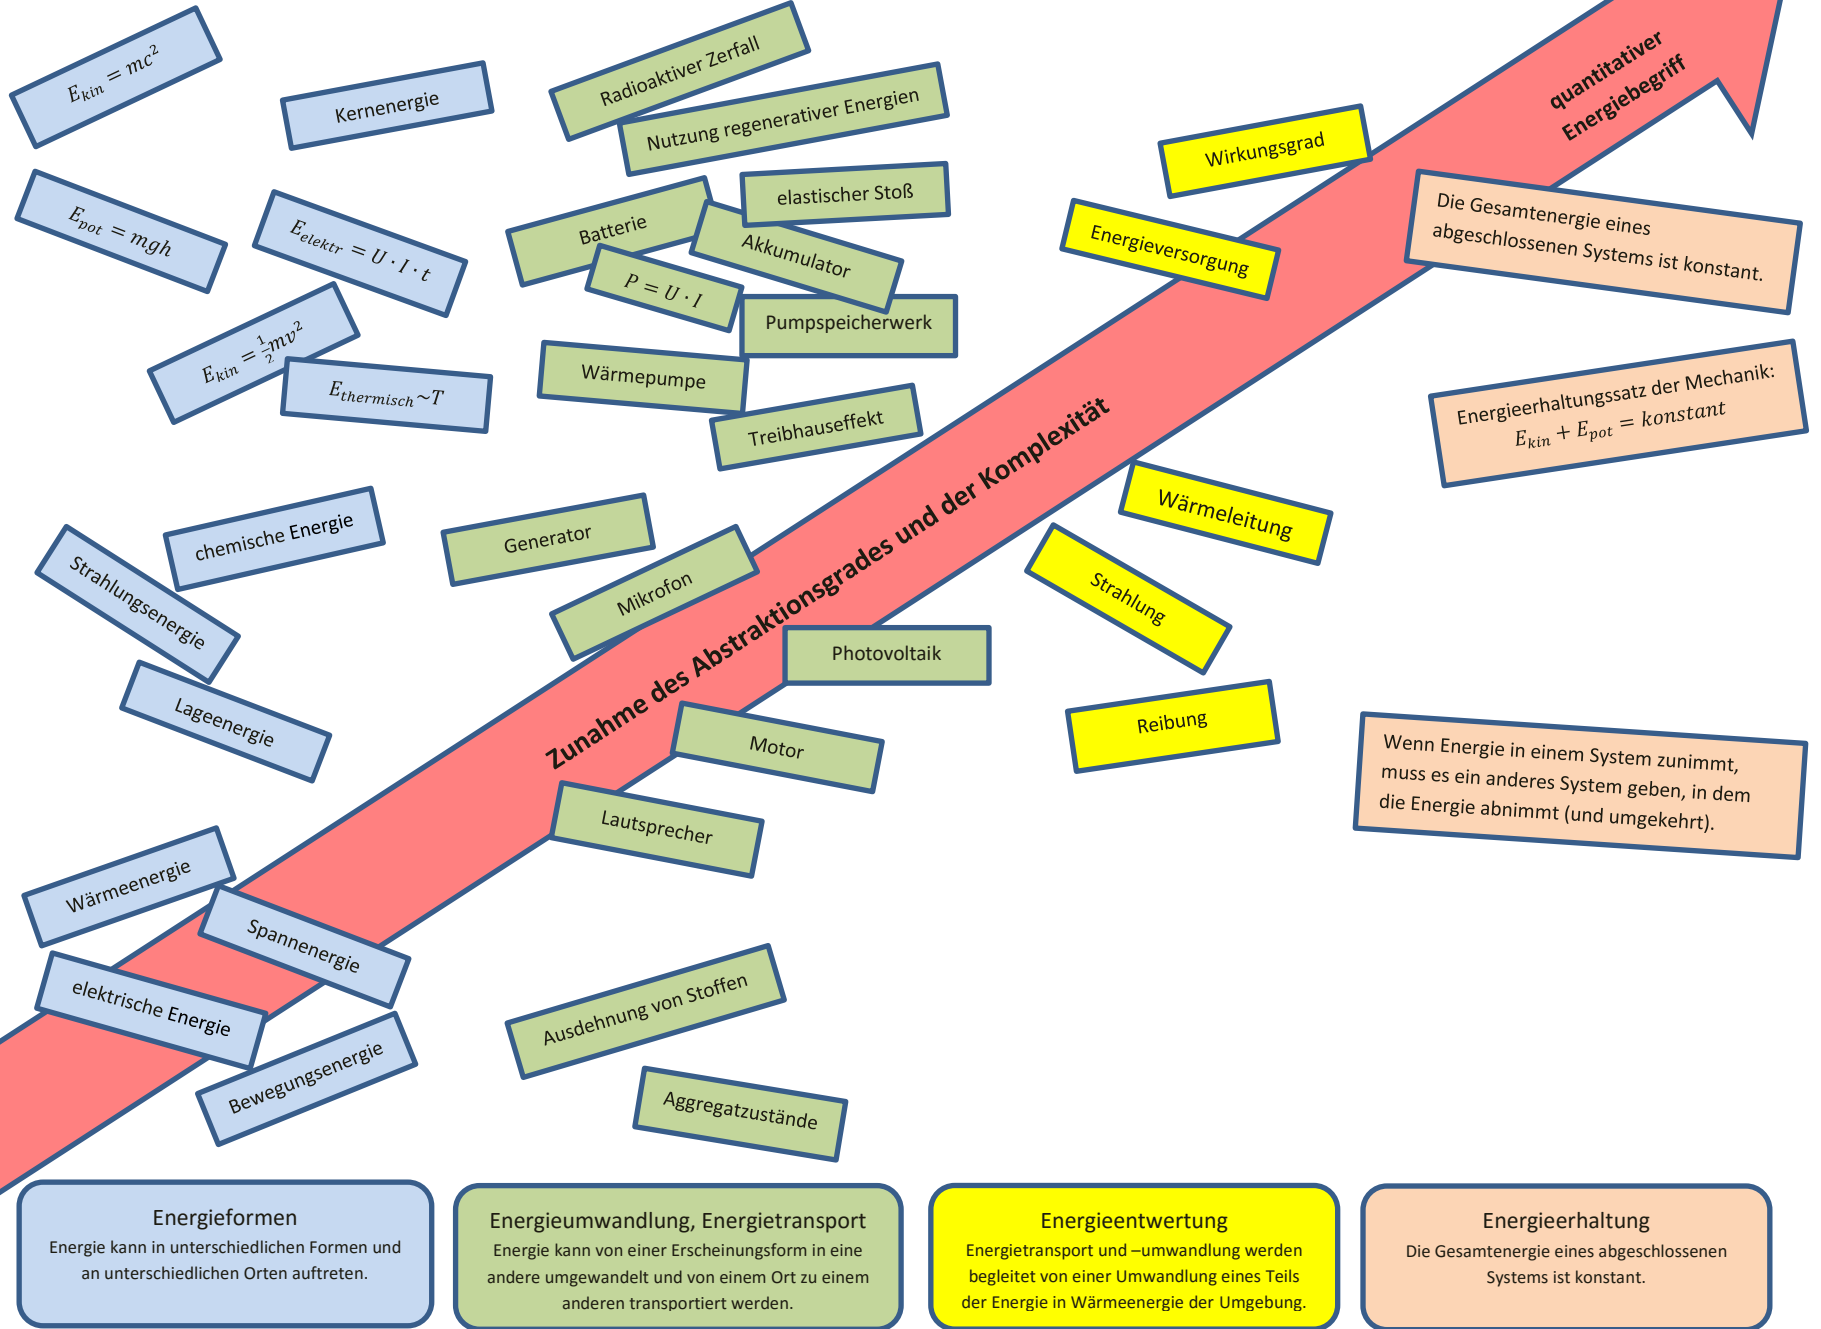 quantitativer
Energiebegriff
Zunahme des Abstraktionsgrades und der Komplexität
E_kin = mc²
Kernenergie
E_pot = mgh
E_elektr = U · I · t
E_kin = ½mv²
E_thermisch~T
chemische Energie
Strahlungsenergie
Lageenergie
Wärmeenergie
Spannenergie
elektrische Energie
Bewegungsenergie
Radioaktiver Zerfall
Nutzung regenerativer Energien
elastischer Stoß
Batterie
Akkumulator
P = U · I
Pumpspeicherwerk
Wärmepumpe
Treibhauseffekt
Generator
Mikrofon
Photovoltaik
Motor
Lautsprecher
Ausdehnung von Stoffen
Aggregatzustände
Wirkungsgrad
Energieversorgung
Wärmeleitung
Strahlung
Reibung
Die Gesamtenergie eines
abgeschlossenen Systems ist konstant.
Energieerhaltungssatz der Mechanik:
E_kin + E_pot = konstant
Wenn Energie in einem System zunimmt,
muss es ein anderes System geben, in dem
die Energie abnimmt (und umgekehrt).
Energieformen
Energie kann in unterschiedlichen Formen und
an unterschiedlichen Orten auftreten.
Energieumwandlung, Energietransport
Energie kann von einer Erscheinungsform in eine
andere umgewandelt und von einem Ort zu einem
anderen transportiert werden.
Energieentwertung
Energietransport und –umwandlung werden
begleitet von einer Umwandlung eines Teils
der Energie in Wärmeenergie der Umgebung.
Energieerhaltung
Die Gesamtenergie eines abgeschlossenen
Systems ist konstant.